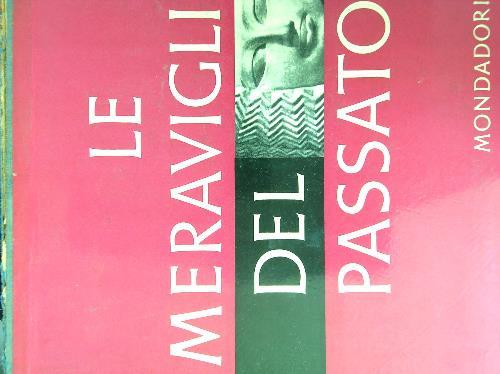 LE
MERAVIGLI
DEL
PASSATO
MONDADORI